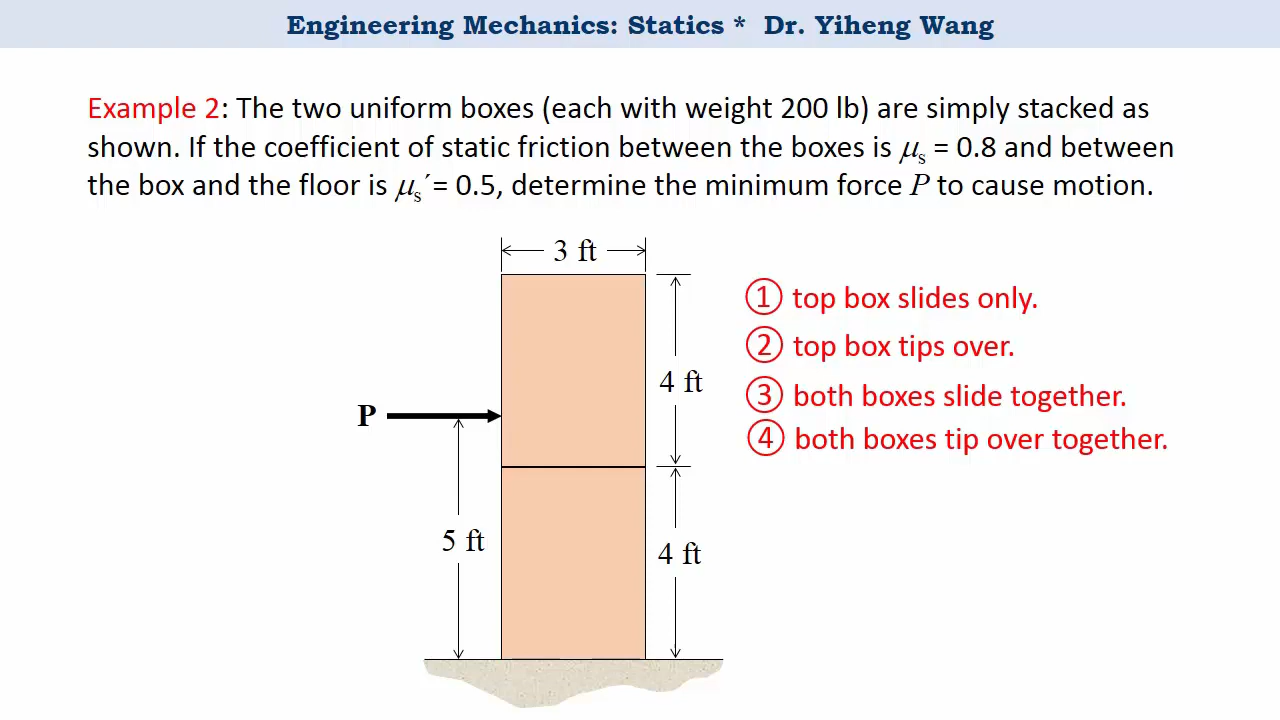 Engineering Mechanics: Statics * Dr. Yiheng Wang
Example 2: The two uniform boxes (each with weight 200 lb) are simply stacked as
shown. If the coefficient of static friction between the boxes is μs = 0.8 and between
the box and the floor is μs´= 0.5, determine the minimum force P to cause motion.
3 ft
① top box slides only.
② top box tips over.
4 ft
③ both boxes slide together.
P
④ both boxes tip over together.
5 ft
4 ft